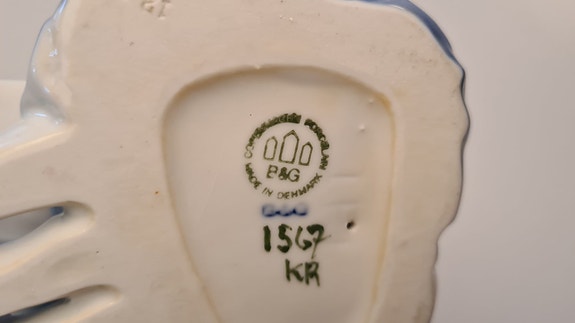 COPENHAGEN PORCELAIN
B&G
MADE IN DENMARK
1567
KR